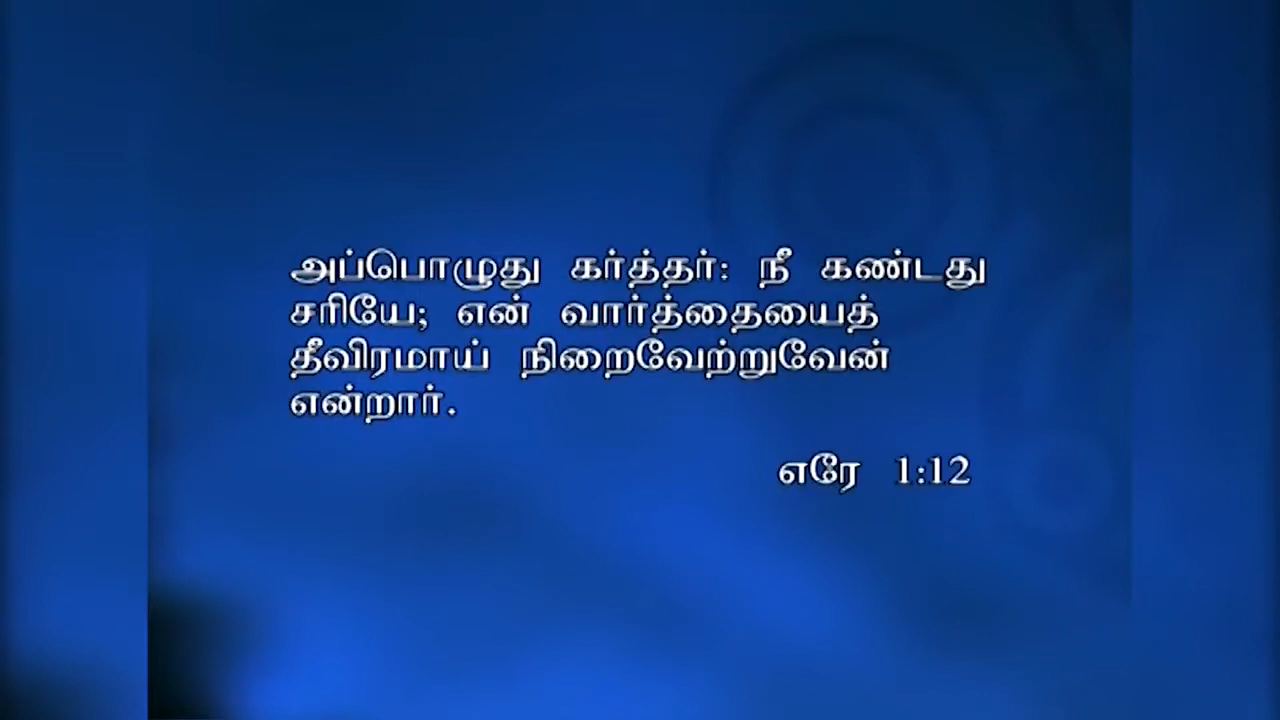 அப்பொழுது கர்த்தர்: நீ கண்டது
சரியே; என் வார்த்தையைத்
தீவிரமாய் நிறைவேற்றுவேன்
என்றார்.
எரே 1:12